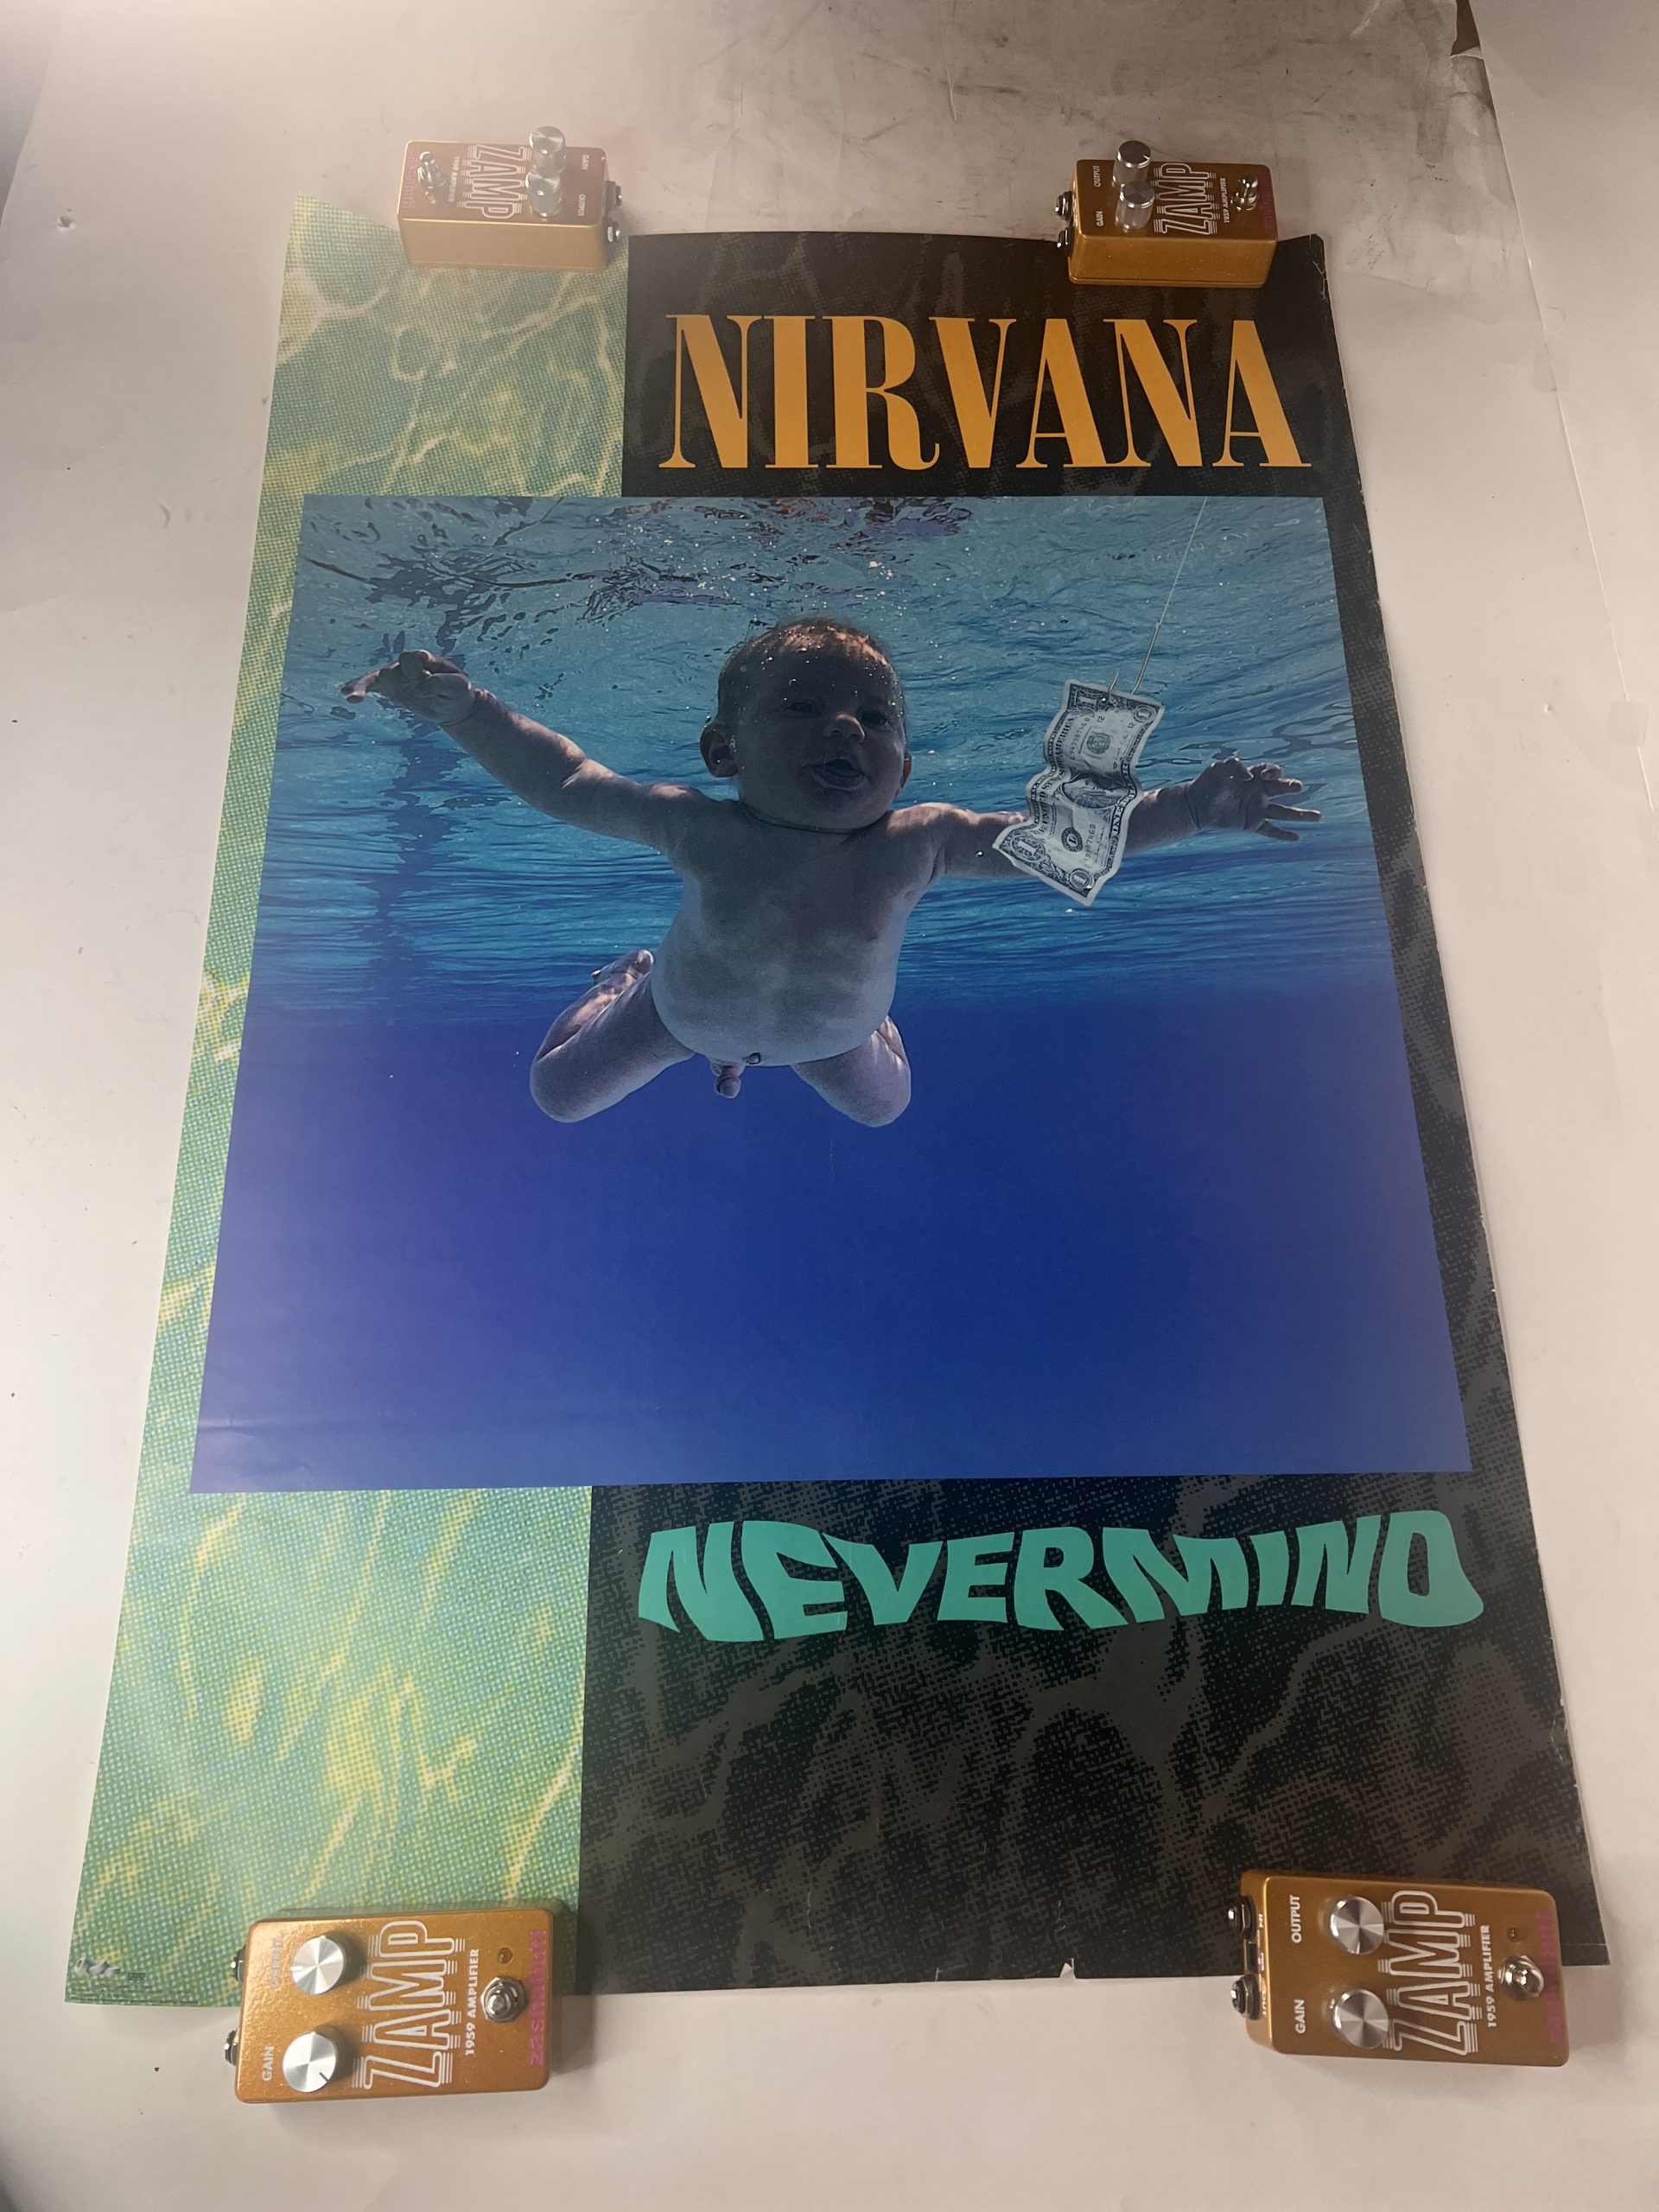 GAIN
OUTPUT
ZAMP
1959 AMPLIFIER
OUTPUT
GAIN
ZAMP
1959 AMPLIFIER
NIRVANA
NEVERMIND
GAIN
ZAMP
1959 AMPLIFIER
OUTPUT
GAIN
ZAMP
1959 AMPLIFIER